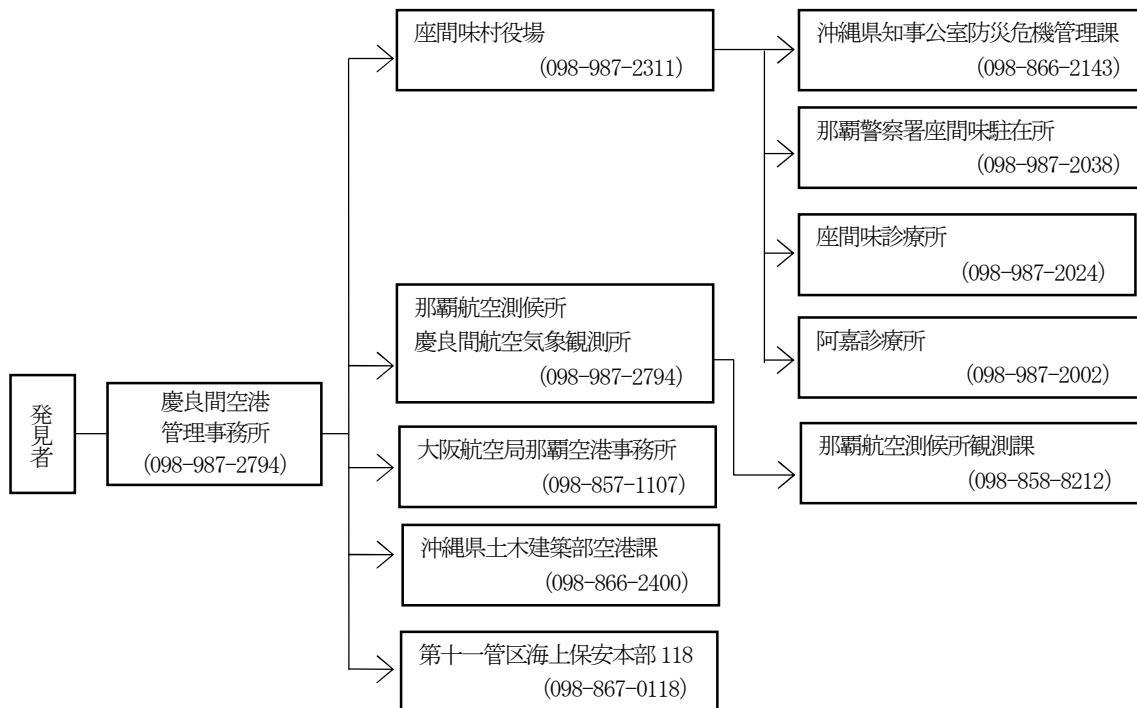 発見者
慶良間空港
管理事務所
(098-987-2794)
座間味村役場
(098-987-2311)
那覇航空測候所
慶良間航空気象観測所
(098-987-2794)
大阪航空局那覇空港事務所
(098-857-1107)
沖縄県土木建築部空港課
(098-866-2400)
第十一管区海上保安本部 118
(098-867-0118)
沖縄県知事公室防災危機管理課
(098-866-2143)
那覇警察署座間味駐在所
(098-987-2038)
座間味診療所
(098-987-2024)
阿嘉診療所
(098-987-2002)
那覇航空測候所観測課
(098-858-8212)